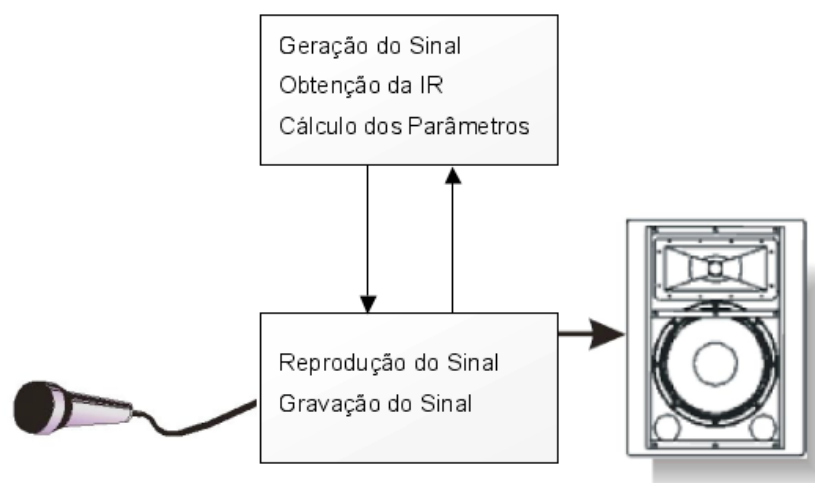 Geração do Sinal
Obtenção da IR
Cálculo dos Parâmetros
Reprodução do Sinal
Gravação do Sinal